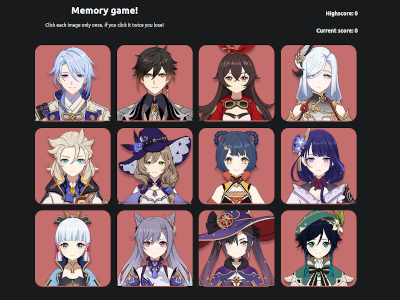 Memory game!
Highscore: 0
Click each image only once, if you click it twice you lose!
Current score: 0